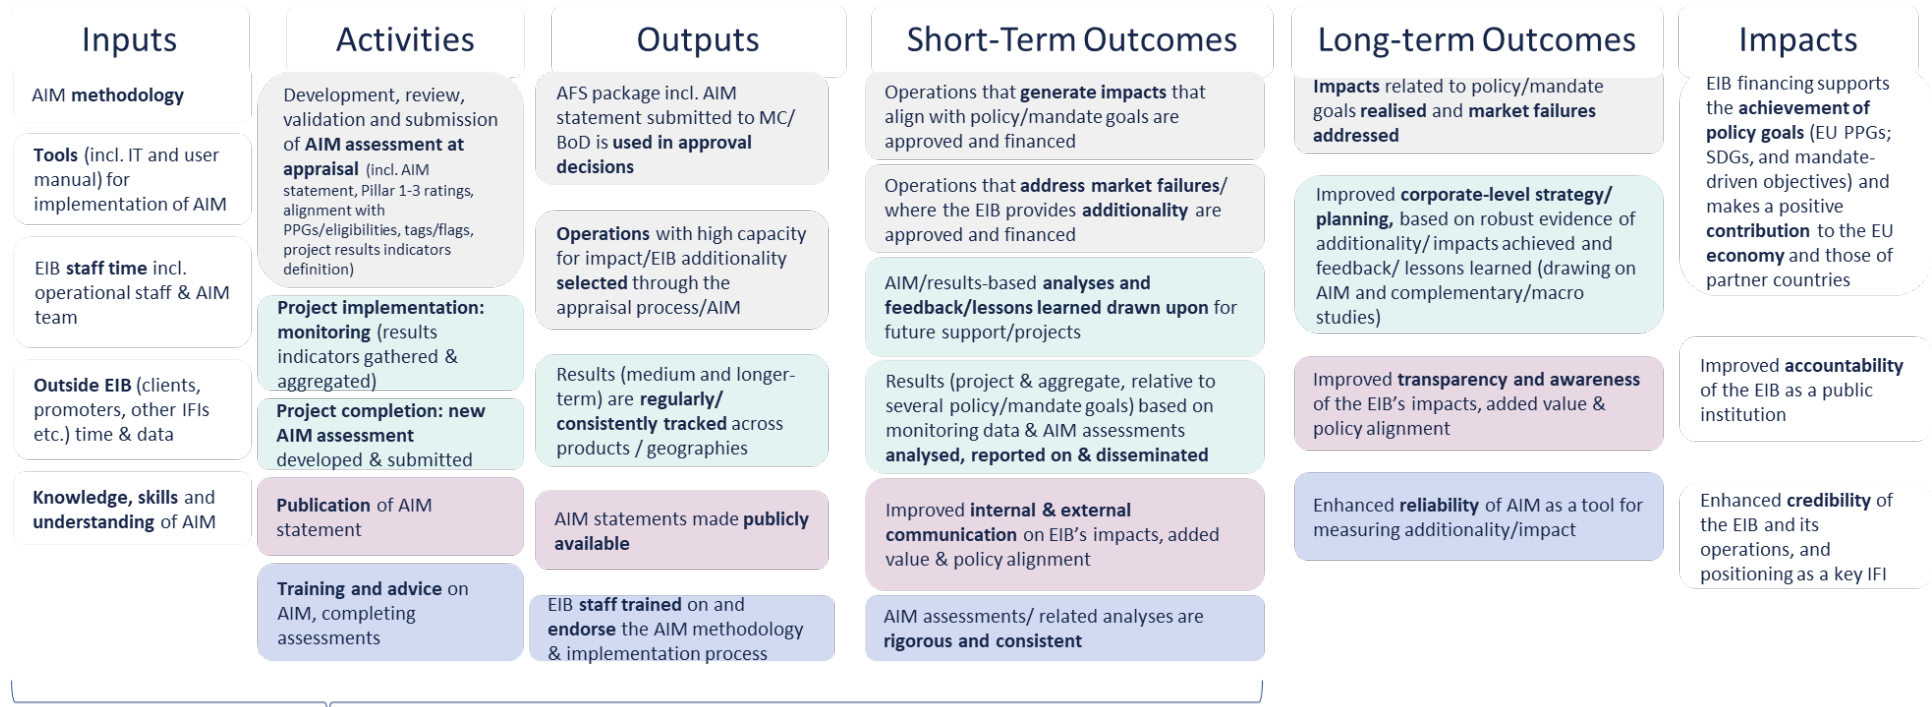 Inputs
Activities
Outputs
Short-Term Outcomes
Long-term Outcomes
Impacts
AIM methodology
Tools (incl. IT and user
manual) for
implementation of AIM
EIB staff time incl.
operational staff & AIM
team
Outside EIB (clients,
promoters, other IFIs
etc.) time & data
Knowledge, skills and
understanding of AIM
Development, review,
validation and submission
of AIM assessment at
appraisal (incl. AIM
statement, Pillar 1-3 ratings,
alignment with
PPGs/eligibilities, tags/flags,
project results indicators
definition)
Project implementation:
monitoring (results
indicators gathered &
aggregated)
Project completion: new
AIM assessment
developed & submitted
Publication of AIM
statement
Training and advice on
AIM, completing
assessments
AFS package incl. AIM
statement submitted to MC/
BoD is used in approval
decisions
Operations with high capacity
for impact/EIB additionality
selected through the
appraisal process/AIM
Results (medium and longer-
term) are regularly/
consistently tracked across
products / geographies
AIM statements made publicly
available
EIB staff trained on and
endorse the AIM methodology
& implementation process
Operations that generate impacts that
align with policy/mandate goals are
approved and financed
Operations that address market failures/
where the EIB provides additionality are
approved and financed
AIM/results-based analyses and
feedback/lessons learned drawn upon for
future support/projects
Results (project & aggregate, relative to
several policy/mandate goals) based on
monitoring data & AIM assessments
analysed, reported on & disseminated
Improved internal & external
communication on EIB's impacts, added
value & policy alignment
AIM assessments/ related analyses are
rigorous and consistent
Impacts related to policy/mandate
goals realised and market failures
addressed
Improved corporate-level strategy/
planning, based on robust evidence of
additionality/ impacts achieved and
feedback/ lessons learned (drawing on
AIM and complementary/macro
studies)
Improved transparency and awareness
of the EIB's impacts, added value &
policy alignment
Enhanced reliability of AIM as a tool for
measuring additionality/impact
EIB financing supports
the achievement of
policy goals (EU PPGs;
SDGs, and mandate-
driven objectives) and
makes a positive
contribution to the EU
economy and those of
partner countries
Improved accountability
of the EIB as a public
institution
Enhanced credibility of
the EIB and its
operations, and
positioning as a key IFI